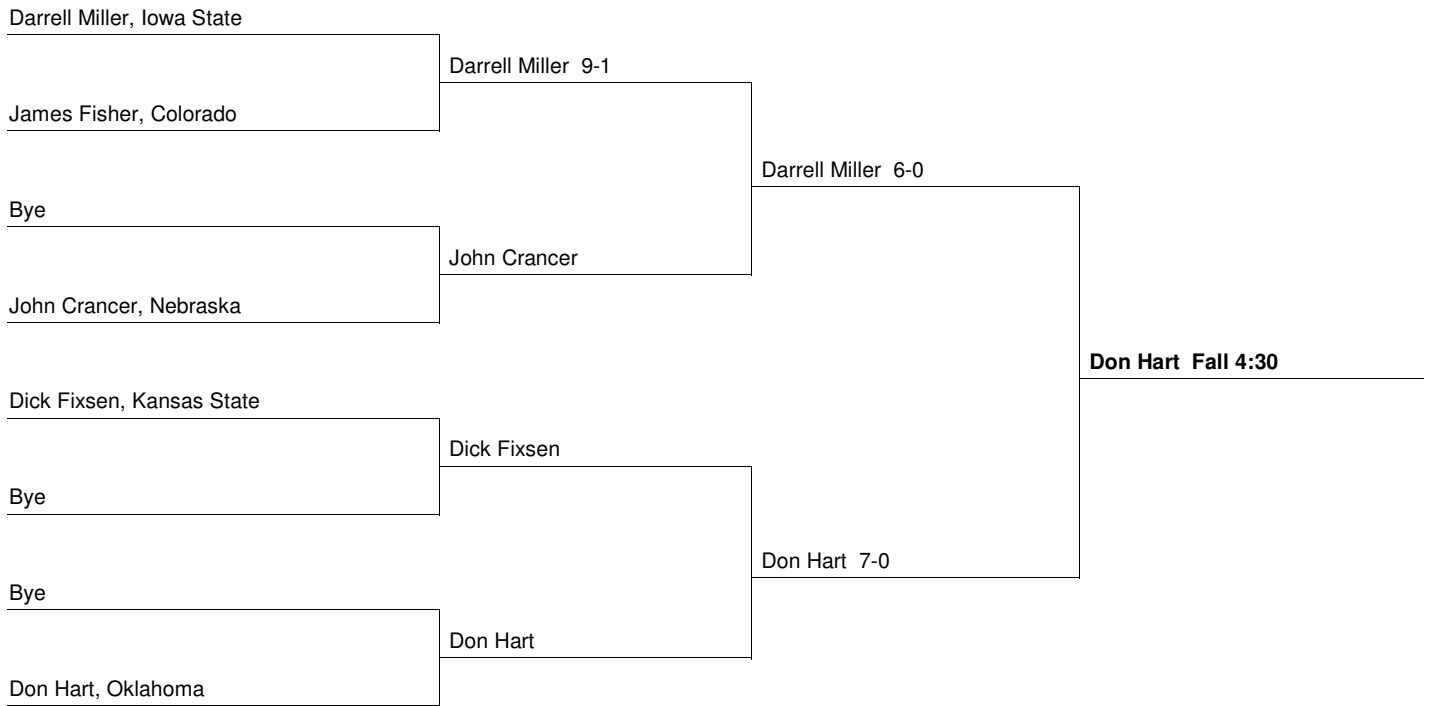 Darrell Miller, Iowa State
Darrell Miller  9-1
James Fisher, Colorado
Darrell Miller  6-0
Bye
John Crancer
John Crancer, Nebraska
Don Hart  Fall 4:30
Dick Fixsen, Kansas State
Dick Fixsen
Bye
Don Hart  7-0
Bye
Don Hart
Don Hart, Oklahoma